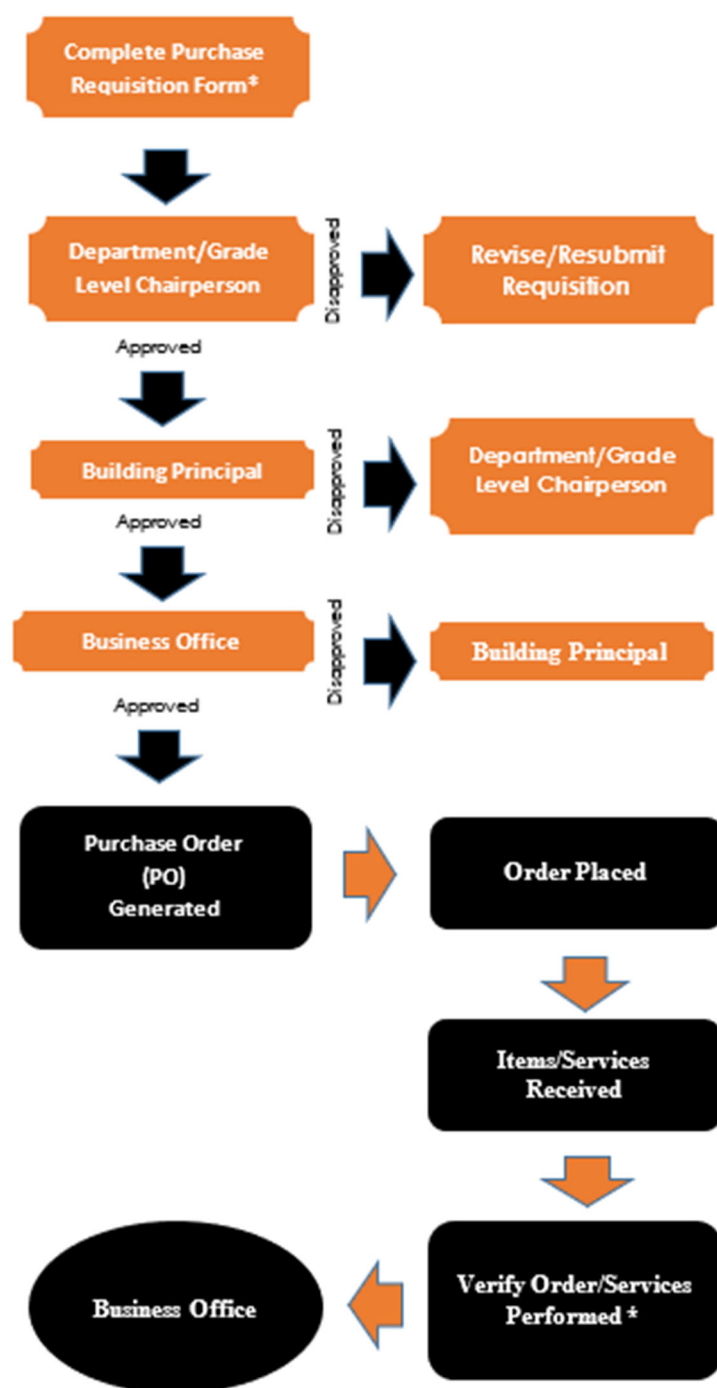 Complete Purchase
Requisition Form*
Department/Grade
Level Chairperson
Disapproved
Revise/Resubmit
Requisition
Approved
Building Principal
Disapproved
Department/Grade
Level Chairperson
Approved
Business Office
Disapproved
Building Principal
Approved
Purchase Order
(PO)
Generated
Order Placed
Items/Services
Received
Verify Order/Services
Performed *
Business Office